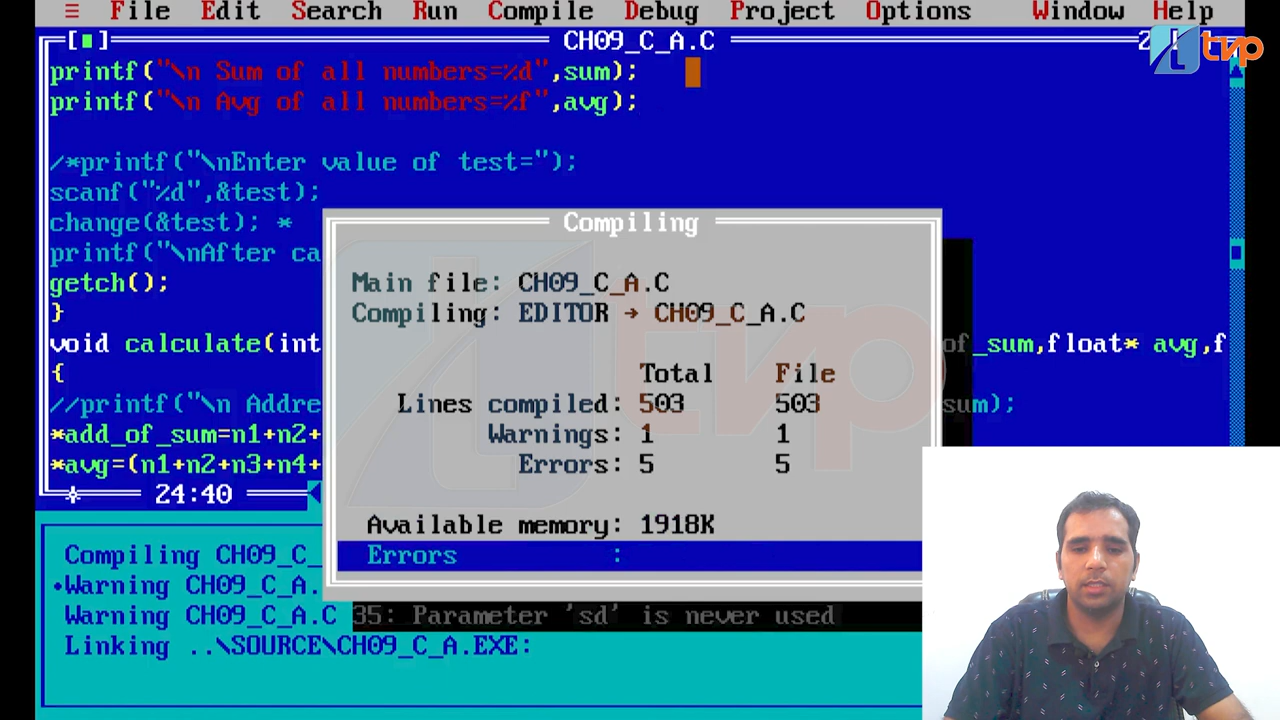 ≡ File Edit Search Run Compile Debug Project Options Window Help
[■] CH09_C_A.C 2
tvp
printf("\n Sum of all numbers=%d",sum);
printf("\n Avg of all numbers=%f",avg);
/*printf("\nEnter value of test=");
scanf("%d",&test);
change(&test); *
printf("\nAfter ca
getch();
}
void calculate(int of_sum,float* avg,f
{
//printf("\n Addre sum);
*add_of_sum=n1+n2+
*avg=(n1+n2+n3+n4+
24:40
Compiling
Main file: CH09_C_A.C
Compiling: EDITOR → CH09_C_A.C
Total File
Lines compiled: 503 503
Warnings: 1 1
Errors: 5 5
Available memory: 1918K
Errors :
Compiling CH09_C_
•Warning CH09_C_A.
Warning CH09_C_A.C 35: Parameter 'sd' is never used
Linking ..\SOURCE\CH09_C_A.EXE: